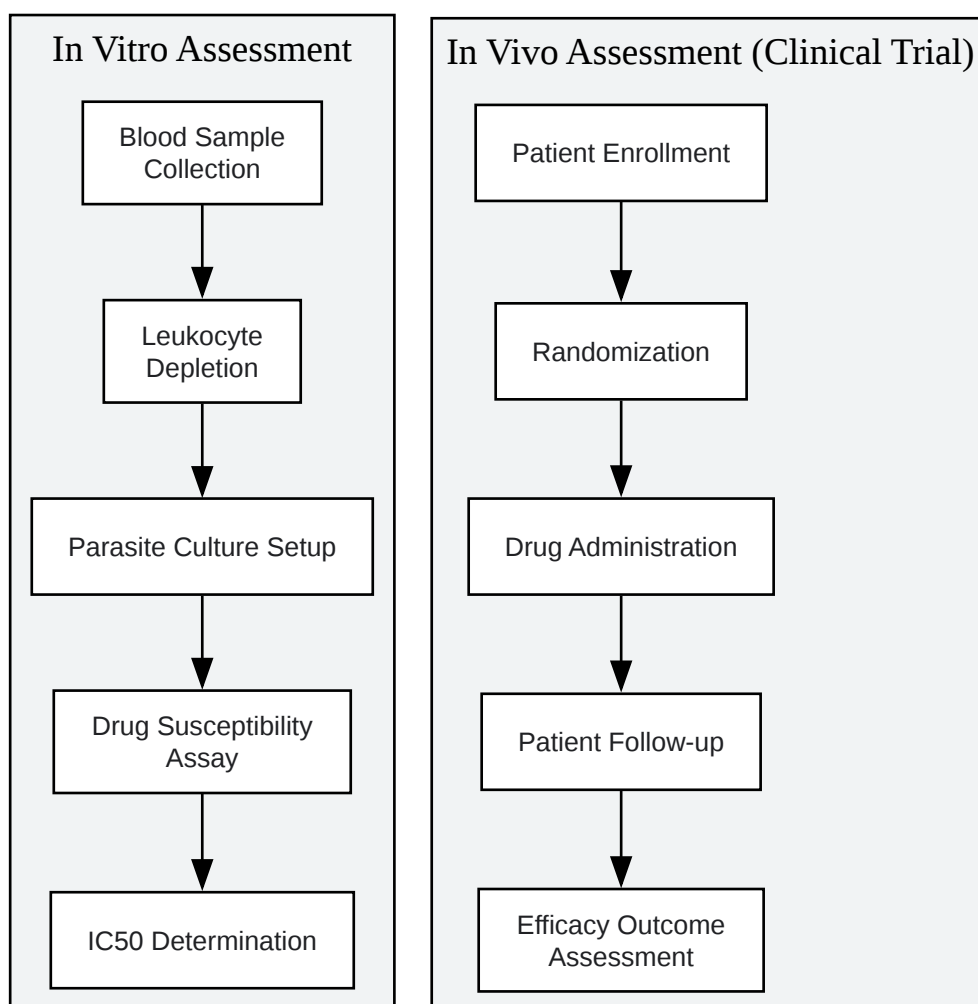 In Vitro Assessment
Blood Sample
Collection
Leukocyte
Depletion
Parasite Culture Setup
Drug Susceptibility
Assay
IC50 Determination
In Vivo Assessment (Clinical Trial)
Patient Enrollment
Randomization
Drug Administration
Patient Follow-up
Efficacy Outcome
Assessment